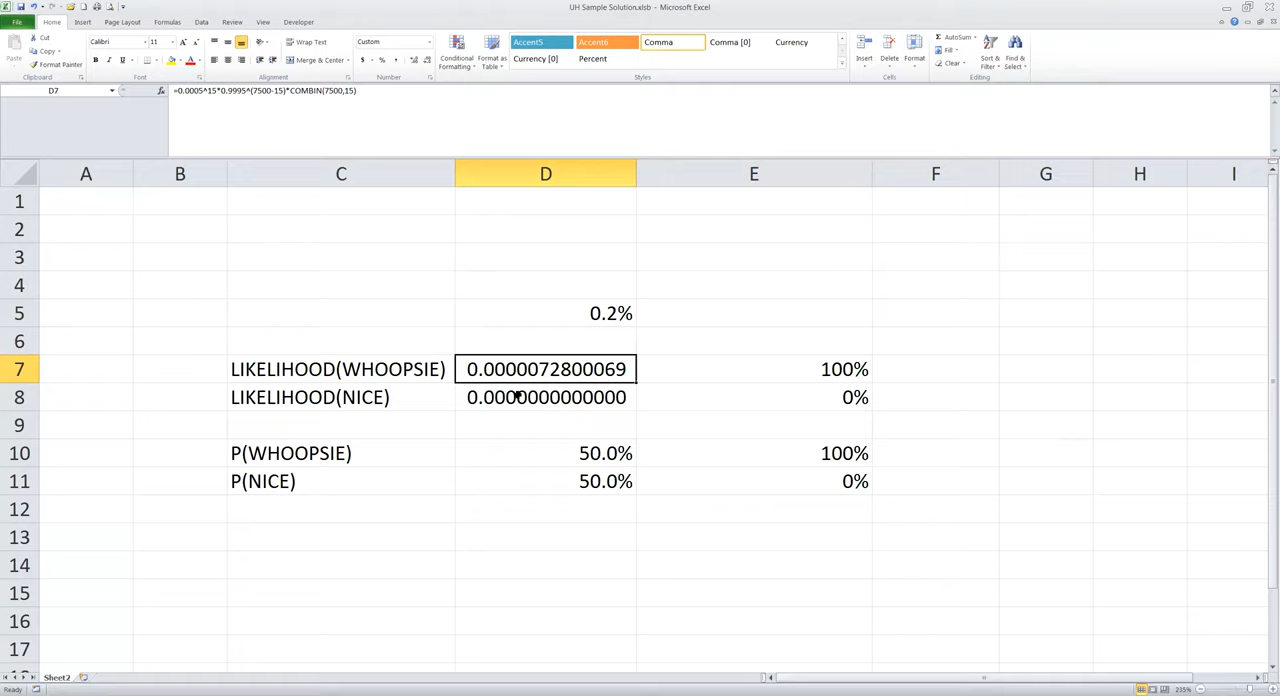 UH Sample Solution.xlsb - Microsoft Excel
File Home Insert Page Layout Formulas Data Review View Developer
Cut Calibri 11 Wrap Text Custom Accent5 Accent6 Comma Comma [0] Currency AutoSum
Copy Fill
Paste Format Painter B I U Merge & Center $ % , Conditional Formatting Format as Table Currency [0] Percent Insert Delete Format Clear Sort & Filter Find & Select
Clipboard Font Alignment Number Styles Cells Editing
D7 fx =0.0005^15*0.9995^(7500-15)*COMBIN(7500,15)
A B C D E F G H I
1
2
3
4
5 0.2%
6
7 LIKELIHOOD(WHOOPSIE) 0.0000072800069 100%
8 LIKELIHOOD(NICE) 0.0000000000000 0%
9
10 P(WHOOPSIE) 50.0% 100%
11 P(NICE) 50.0% 0%
12
13
14
15
16
17
Sheet2
Ready 235%